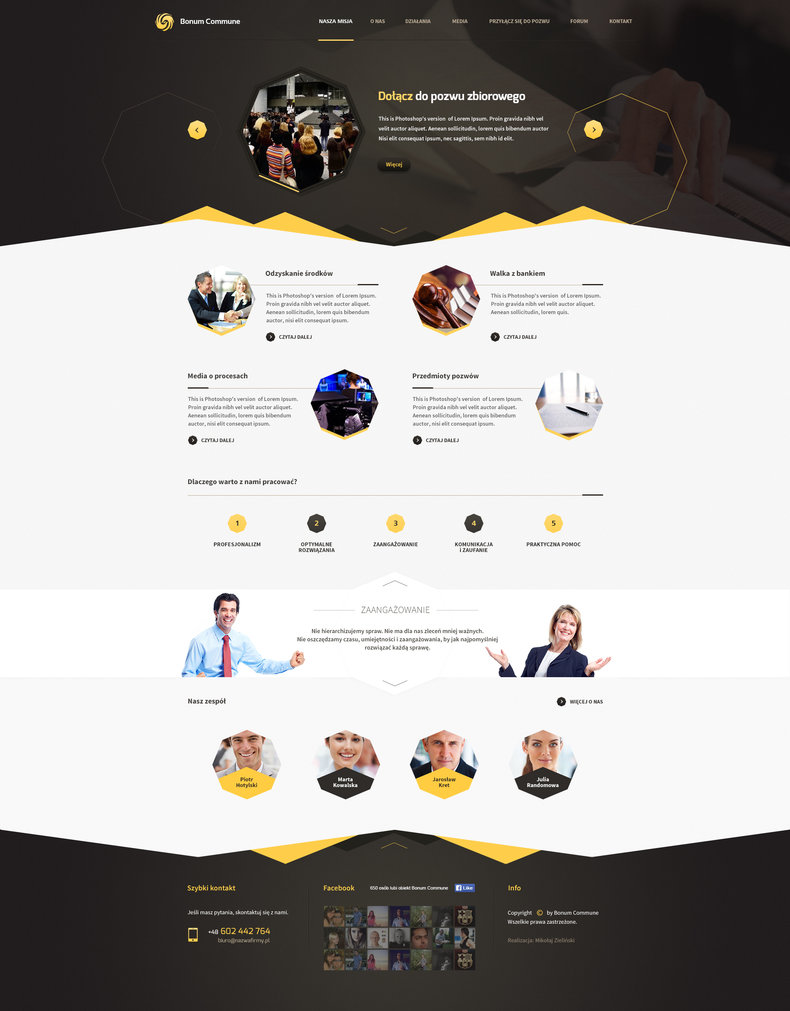 Bonum Commune
NASZA MISJA O NAS DZIAŁANIA MEDIA PRZYŁĄCZ SIĘ DO POZWU FORUM KONTAKT
Dołącz do pozwu zbiorowego
This is Photoshop's version of Lorem Ipsum. Proin gravida nibh vel
velit auctor aliquet. Aenean sollicitudin, lorem quis bibendum auctor
Nisi elit consequat ipsum, nec sagittis, sem nibh id elit.
Więcej
Odzyskanie środków
This is Photoshop's version of Lorem Ipsum.
Proin gravida nibh vel velit auctor aliquet.
Aenean sollicitudin, lorem quis bibendum
auctor, nisi elit consequat ipsum.
CZYTAJ DALEJ
Walka z bankiem
This is Photoshop's version of Lorem Ipsum.
Proin gravida nibh vel velit auctor aliquet.
Aenean sollicitudin, lorem quis.
CZYTAJ DALEJ
Media o procesach
This is Photoshop's version of Lorem Ipsum.
Proin gravida nibh vel velit auctor aliquet.
Aenean sollicitudin, lorem quis bibendum
auctor, nisi elit consequat ipsum.
CZYTAJ DALEJ
Przedmioty pozwów
This is Photoshop's version of Lorem Ipsum.
Proin gravida nibh vel velit auctor aliquet.
Aenean sollicitudin, lorem quis bibendum
auctor, nisi elit consequat ipsum.
CZYTAJ DALEJ
Dlaczego warto z nami pracować?
1 2 3 4 5
PROFESJONALIZM OPTYMALNE ZAANGAŻOWANIE KOMUNIKACJA PRAKTYCZNA POMOC
ROZWIĄZANIA I ZAUFANIE
ZAANGAŻOWANIE
Nie hierarchizujemy spraw. Nie ma dla nas zleceń mniej ważnych.
Nie oszczędzamy czasu, umiejętności i zaangażowania, by jak najpomyślniej
rozwiązać każdą sprawę.
Nasz zespół
WIĘCEJ O NAS
Piotr
Hotylski
Marta
Kowalska
Jarosław
Kret
Julia
Randomowa
Szybki kontakt
Jeśli masz pytania, skontaktuj się z nami.
+48 602 442 764
biuro@nazwafirmy.pl
Facebook
650 osób lubi obiekt Bonum Commune
Like
Info
Copyright © by Bonum Commune
Wszelkie prawa zastrzeżone.
Realizacja: Mikołaj Zieliński